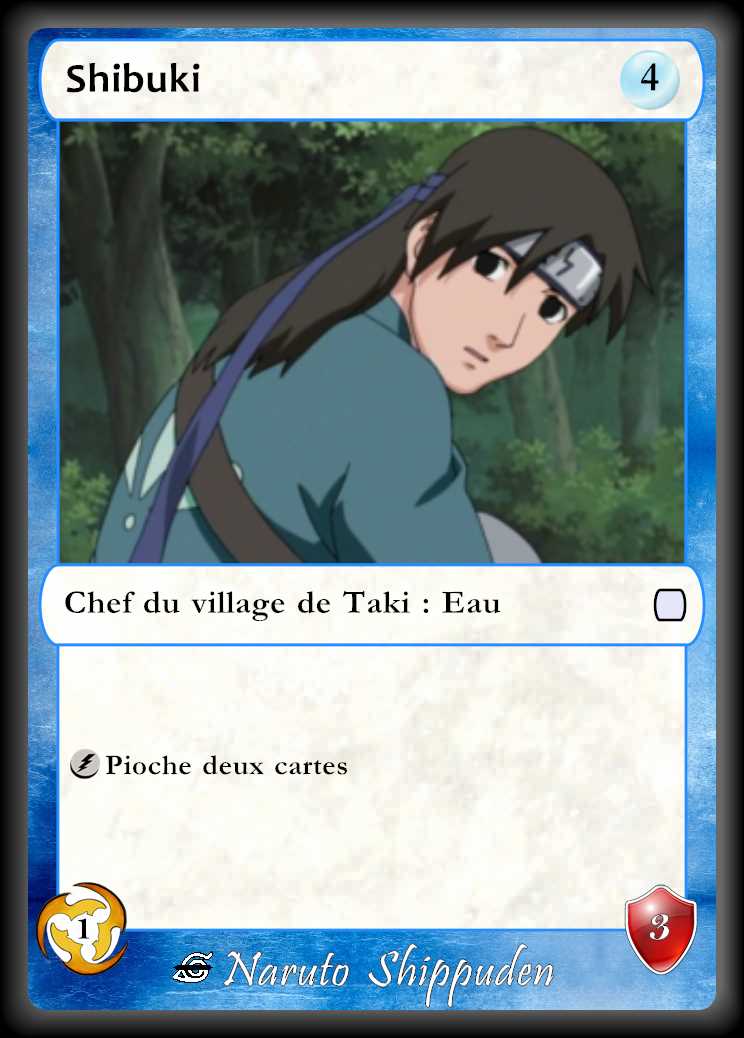 Shibuki
4
Chef du village de Taki : Eau
Pioche deux cartes
1
3
Naruto Shippuden